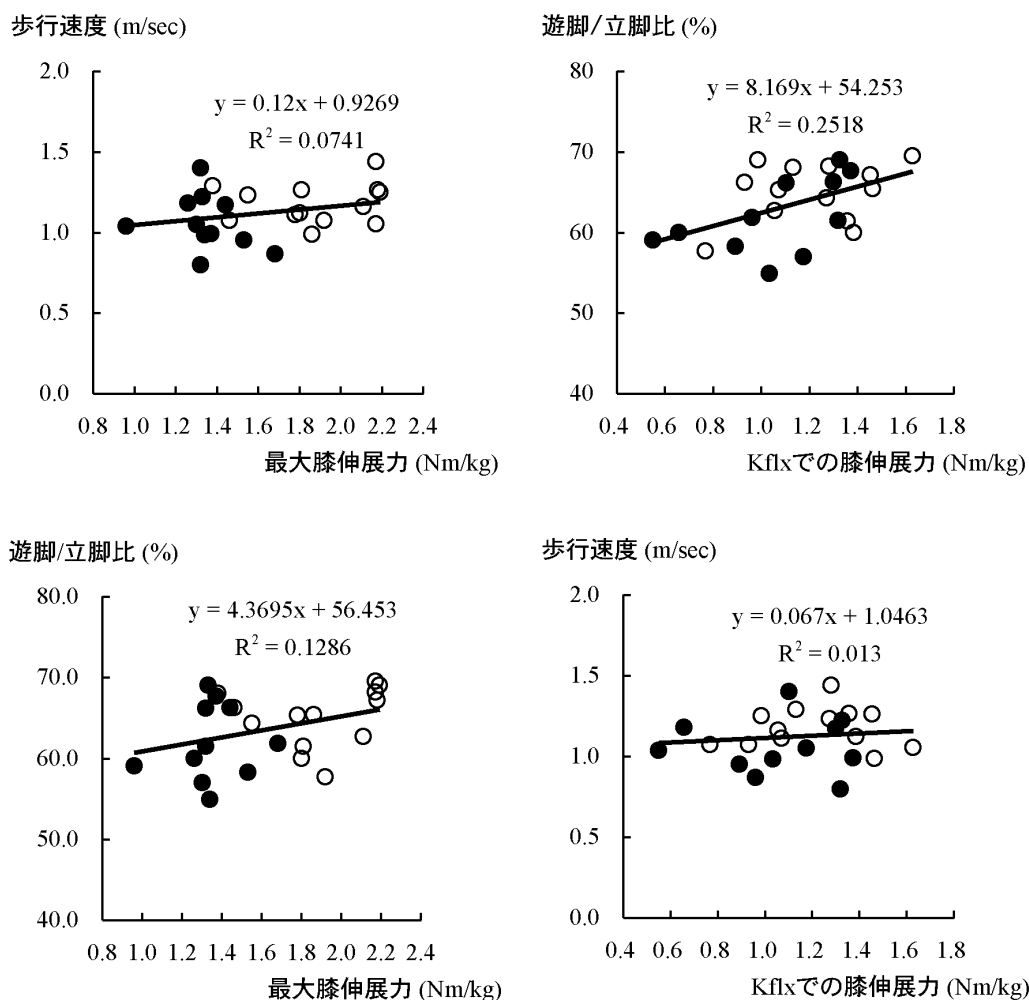 歩行速度 (m/sec)
2.0
1.5
1.0
0.5
0.0
y = 0.12x + 0.9269
R² = 0.0741
0.8 1.0 1.2 1.4 1.6 1.8 2.0 2.2 2.4
最大膝伸展力 (Nm/kg)
遊脚/立脚比 (%)
80
70
60
50
40
y = 8.169x + 54.253
R² = 0.2518
0.4 0.6 0.8 1.0 1.2 1.4 1.6 1.8
Kflxでの膝伸展力 (Nm/kg)
遊脚/立脚比 (%)
80.0
70.0
60.0
50.0
40.0
y = 4.3695x + 56.453
R² = 0.1286
0.8 1.0 1.2 1.4 1.6 1.8 2.0 2.2 2.4
最大膝伸展力 (Nm/kg)
歩行速度 (m/sec)
2.0
1.5
1.0
0.5
0.0
y = 0.067x + 1.0463
R² = 0.013
0.4 0.6 0.8 1.0 1.2 1.4 1.6 1.8
Kflxでの膝伸展力 (Nm/kg)